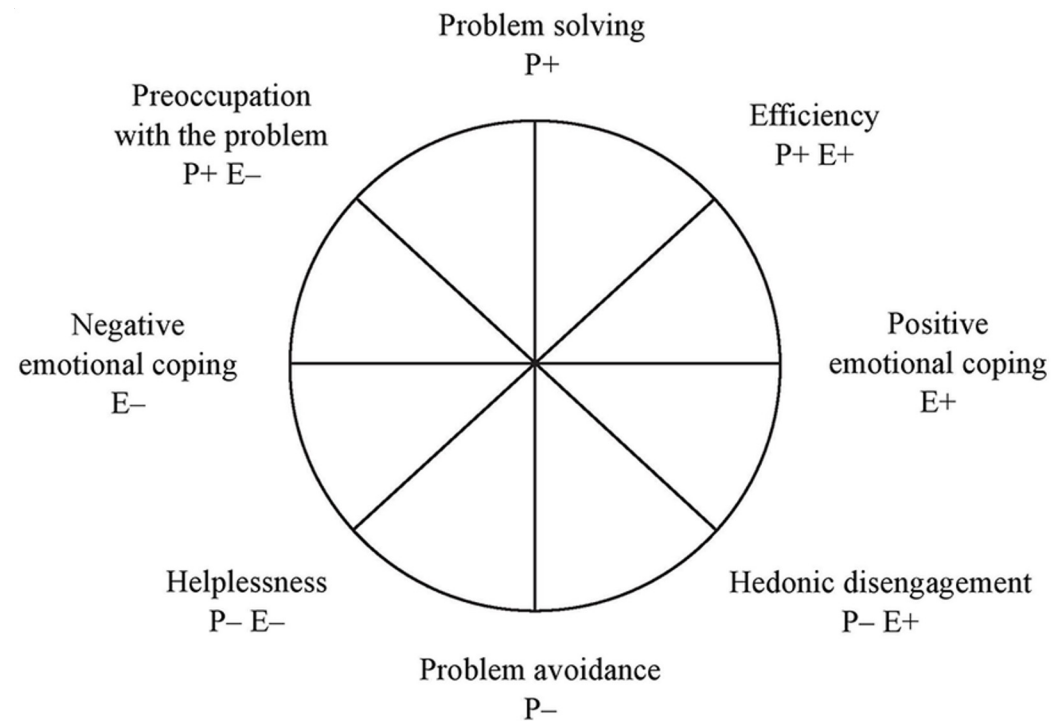 Problem solving
P+
Preoccupation
with the problem
P+ E–
Efficiency
P+ E+
Negative
emotional coping
E–
Positive
emotional coping
E+
Helplessness
P– E–
Hedonic disengagement
P– E+
Problem avoidance
P–